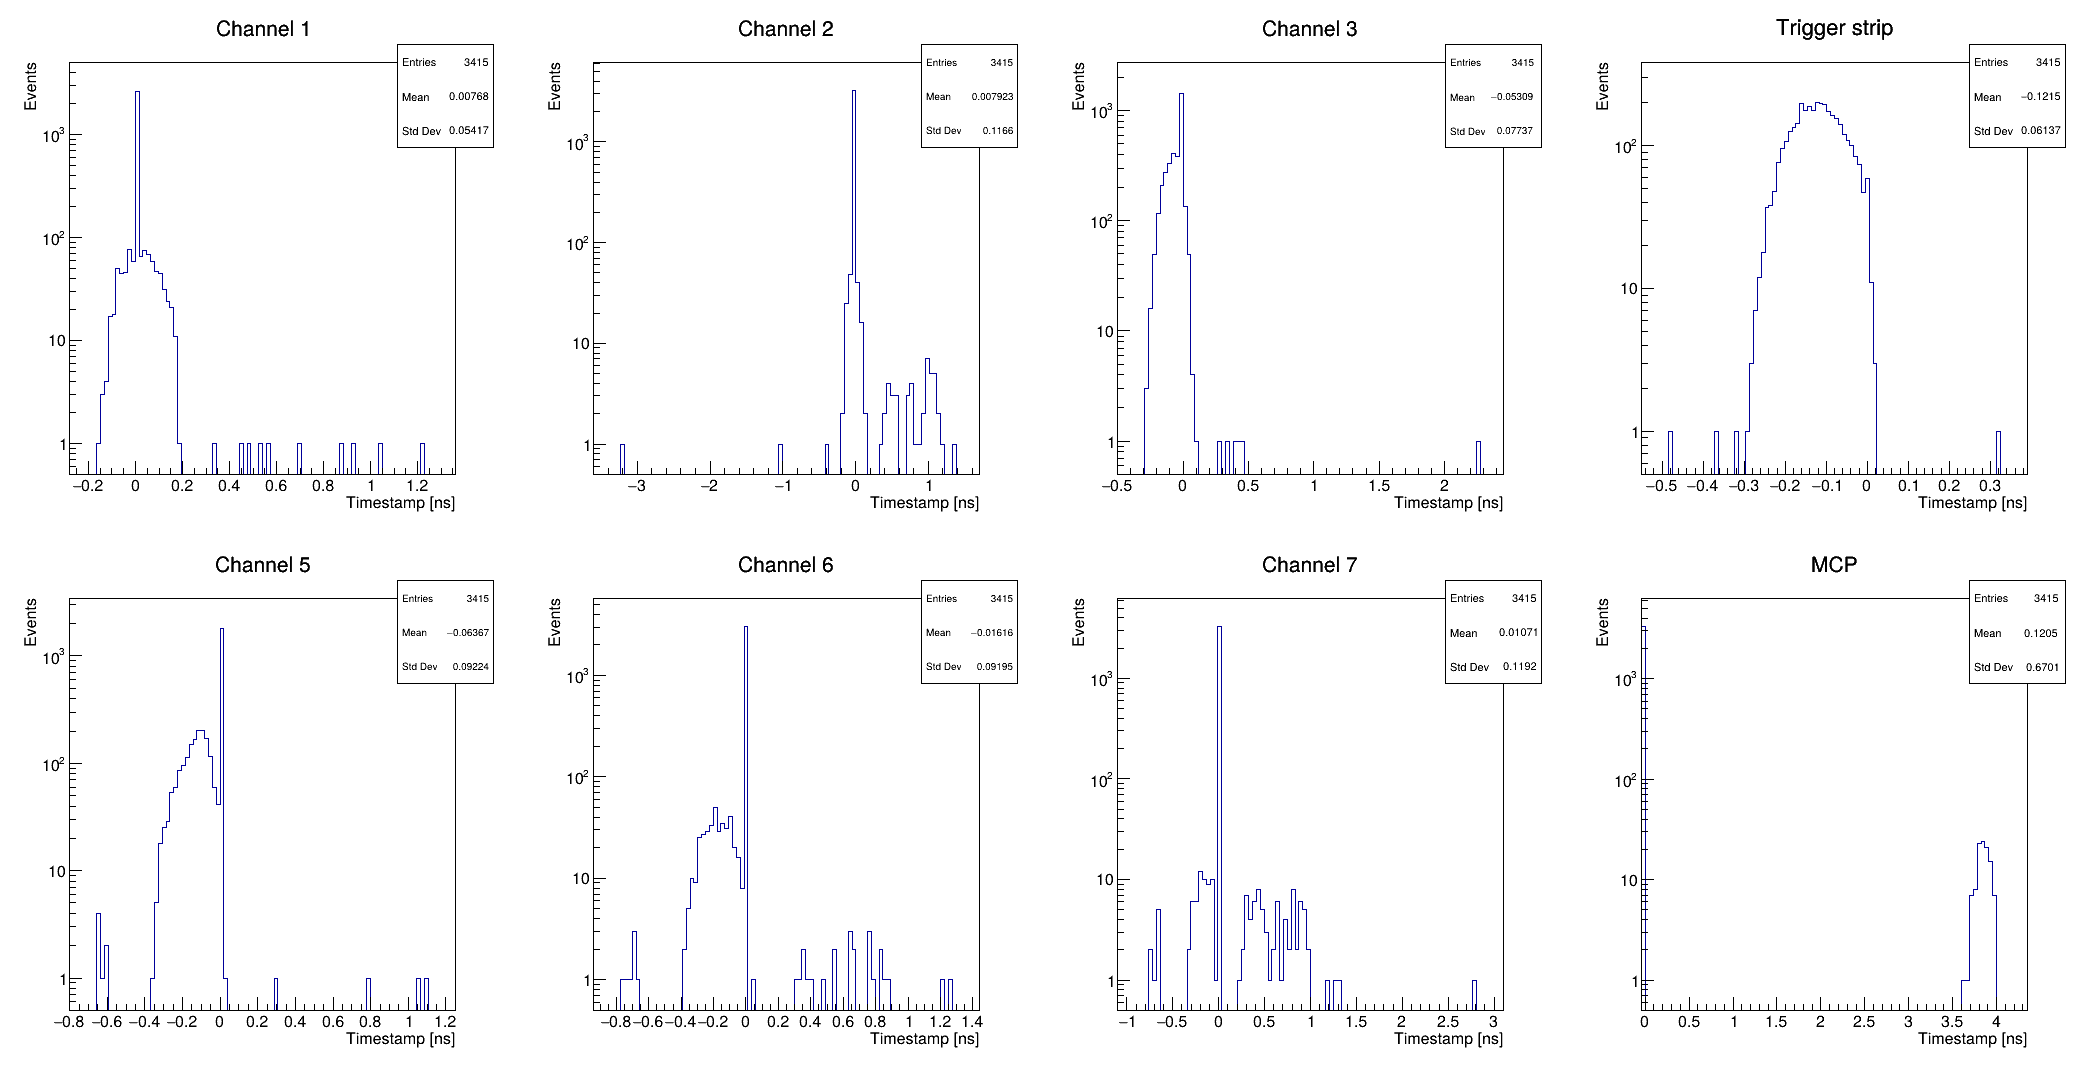 Channel 1
Events
Entries 3415
Mean 0.00768
Std Dev 0.05417
10³
10²
10
1
−0.2 0 0.2 0.4 0.6 0.8 1 1.2
Timestamp [ns]
Channel 2
Events
Entries 3415
Mean 0.007923
Std Dev 0.1166
10³
10²
10
1
−3 −2 −1 0 1
Timestamp [ns]
Channel 3
Events
Entries 3415
Mean −0.05309
Std Dev 0.07737
10³
10²
10
1
−0.5 0 0.5 1 1.5 2
Timestamp [ns]
Trigger strip
Events
Entries 3415
Mean −0.1215
Std Dev 0.06137
10²
10
1
−0.5 −0.4 −0.3 −0.2 −0.1 0 0.1 0.2 0.3
Timestamp [ns]
Channel 5
Events
Entries 3415
Mean −0.06367
Std Dev 0.09224
10³
10²
10
1
−0.8 −0.6 −0.4 −0.2 0 0.2 0.4 0.6 0.8 1 1.2
Timestamp [ns]
Channel 6
Events
Entries 3415
Mean −0.01616
Std Dev 0.09195
10³
10²
10
1
−0.8 −0.6 −0.4 −0.2 0 0.2 0.4 0.6 0.8 1 1.2 1.4
Timestamp [ns]
Channel 7
Events
Entries 3415
Mean 0.01071
Std Dev 0.1192
10³
10²
10
1
−1 −0.5 0 0.5 1 1.5 2 2.5 3
Timestamp [ns]
MCP
Events
Entries 3415
Mean 0.1205
Std Dev 0.6701
10³
10²
10
1
0 0.5 1 1.5 2 2.5 3 3.5 4
Timestamp [ns]